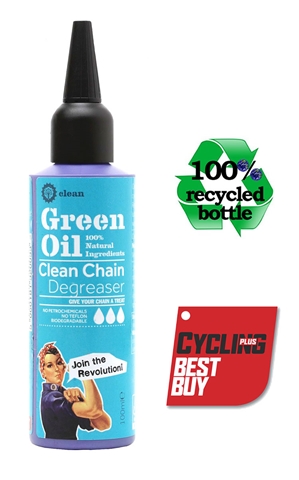 clean
Green
Oil
100%
Natural
Ingredients
Clean Chain
Degreaser
GIVE YOUR CHAIN A TREAT
NO PETROCHEMICALS
NO TEFLON
BIODEGRADABLE
Join the
Revolution!
100ml e
100%
recycled
bottle
CYCLING
PLUS
BEST
BUY